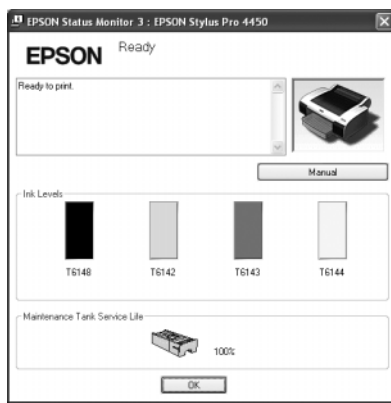 EPSON Status Monitor 3 : EPSON Stylus Pro 4450
EPSON
Ready
Ready to print.
Manual
Ink Levels
T6148 T6142 T6143 T6144
Maintenance Tank Service Life
100%
OK